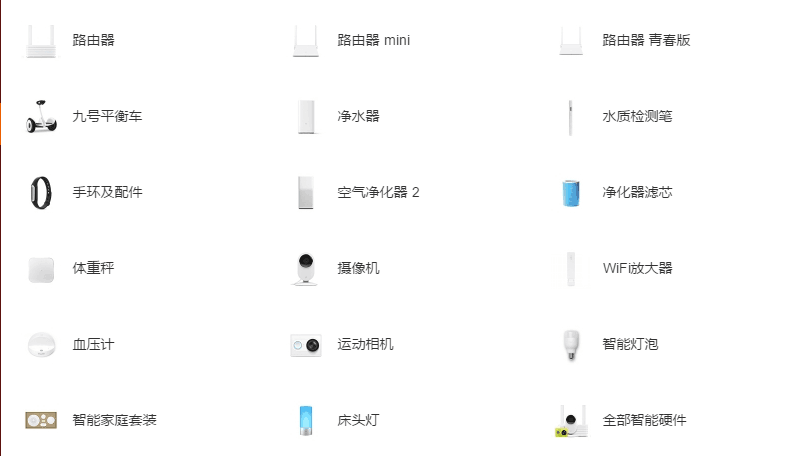 路由器
路由器 mini
路由器 青春版
九号平衡车
净水器
水质检测笔
手环及配件
空气净化器 2
净化器滤芯
体重秤
摄像机
WiFi放大器
血压计
运动相机
智能灯泡
智能家庭套装
床头灯
全部智能硬件